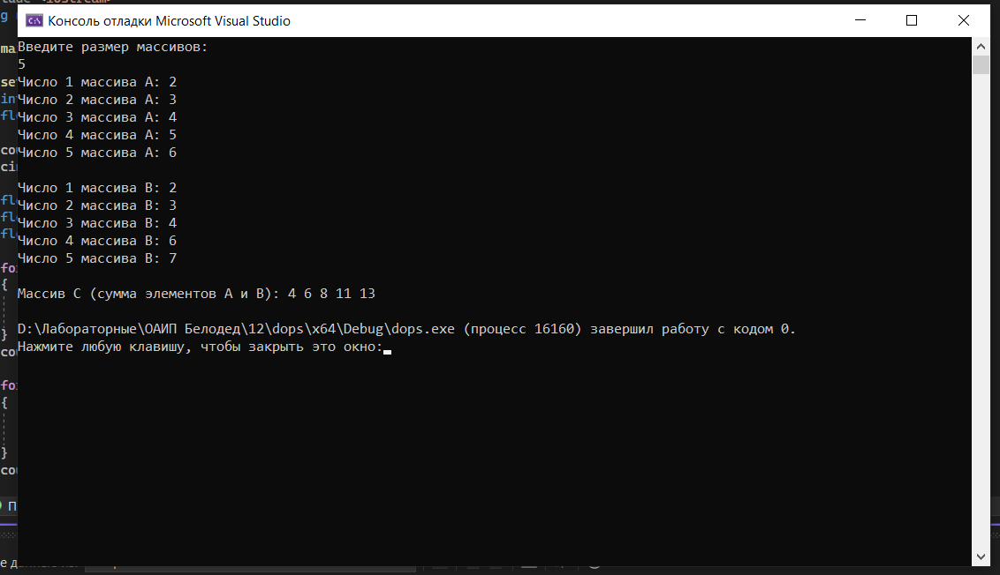 Консоль отладки Microsoft Visual Studio
Введите размер массивов:
5
Число 1 массива A: 2
Число 2 массива A: 3
Число 3 массива A: 4
Число 4 массива A: 5
Число 5 массива A: 6
Число 1 массива B: 2
Число 2 массива B: 3
Число 3 массива B: 4
Число 4 массива B: 6
Число 5 массива B: 7
Массив C (сумма элементов A и B): 4 6 8 11 13
D:\Лабораторные\ОАИП Белодед\12\dops\x64\Debug\dops.exe (процесс 16160) завершил работу с кодом 0.
Нажмите любую клавишу, чтобы закрыть это окно: